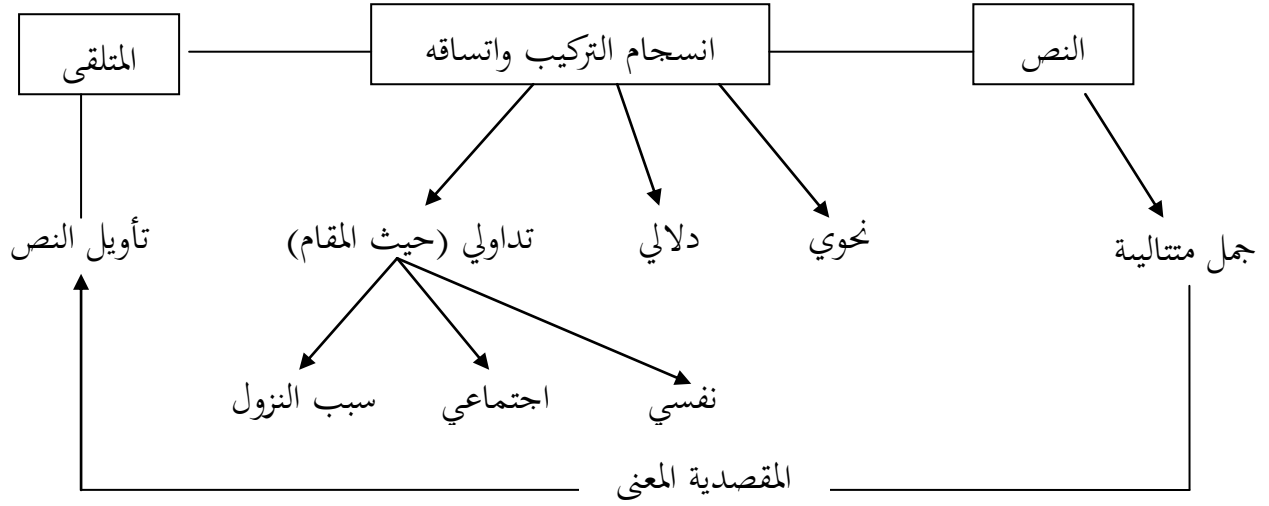 النص
انسجام التركيب واتساقه
المتلقى
جمل متتاليىة
نحوي
دلالي
تداولي (حيث المقام)
تأويل النص
نفسي
اجتماعي
سبب النزول
المقصدية المعنى